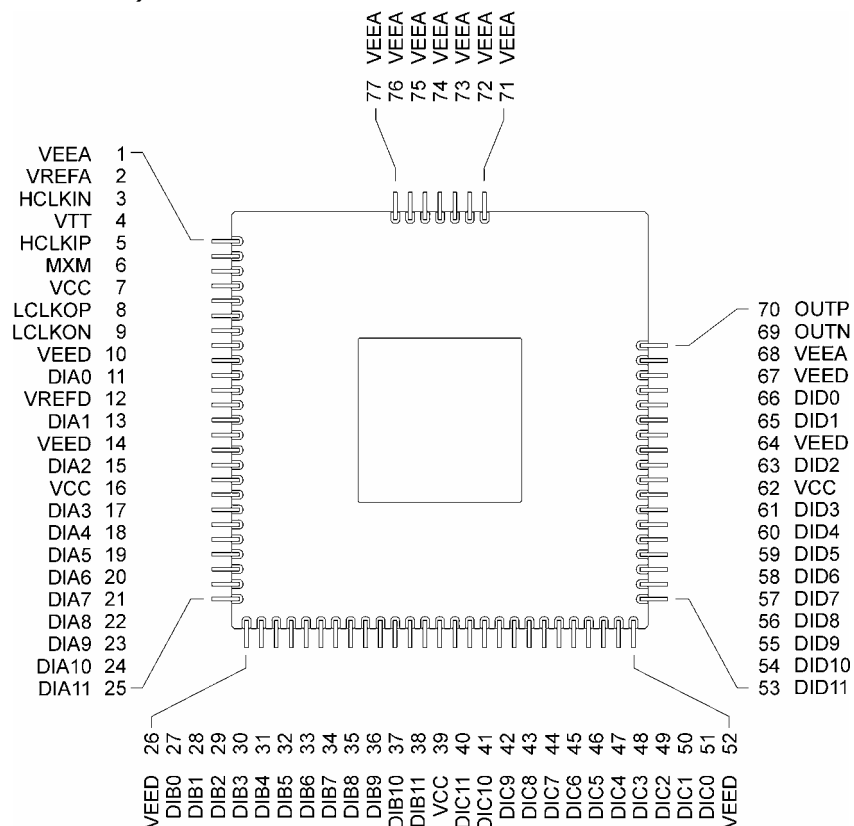 77 VEEA
76 VEEA
75 VEEA
74 VEEA
73 VEEA
72 VEEA
71 VEEA
VEEA 1
VREFA 2
HCLKIN 3
VTT 4
HCLKIP 5
MXM 6
VCC 7
LCLKOP 8
LCLKON 9
VEED 10
DIA0 11
VREFD 12
DIA1 13
VEED 14
DIA2 15
VCC 16
DIA3 17
DIA4 18
DIA5 19
DIA6 20
DIA7 21
DIA8 22
DIA9 23
DIA10 24
DIA11 25
70 OUTP
69 OUTN
68 VEEA
67 VEED
66 DID0
65 DID1
64 VEED
63 DID2
62 VCC
61 DID3
60 DID4
59 DID5
58 DID6
57 DID7
56 DID8
55 DID9
54 DID10
53 DID11
VEED 26
DIB0 27
DIB1 28
DIB2 29
DIB3 30
DIB4 31
DIB5 32
DIB6 33
DIB7 34
DIB8 35
DIB9 36
DIB10 37
DIB11 38
VCC 39
DIC11 40
DIC10 41
DIC9 42
DIC8 43
DIC7 44
DIC6 45
DIC5 46
DIC4 47
DIC3 48
DIC2 49
DIC1 50
DIC0 51
VEED 52